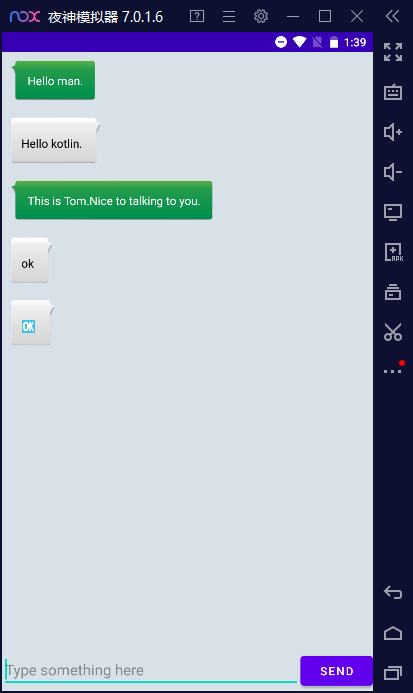 nox 夜神模拟器 7.0.1.6
1:39
Hello man.
Hello kotlin.
This is Tom.Nice to talking to you.
ok
🆗
Type something here
SEND
APK